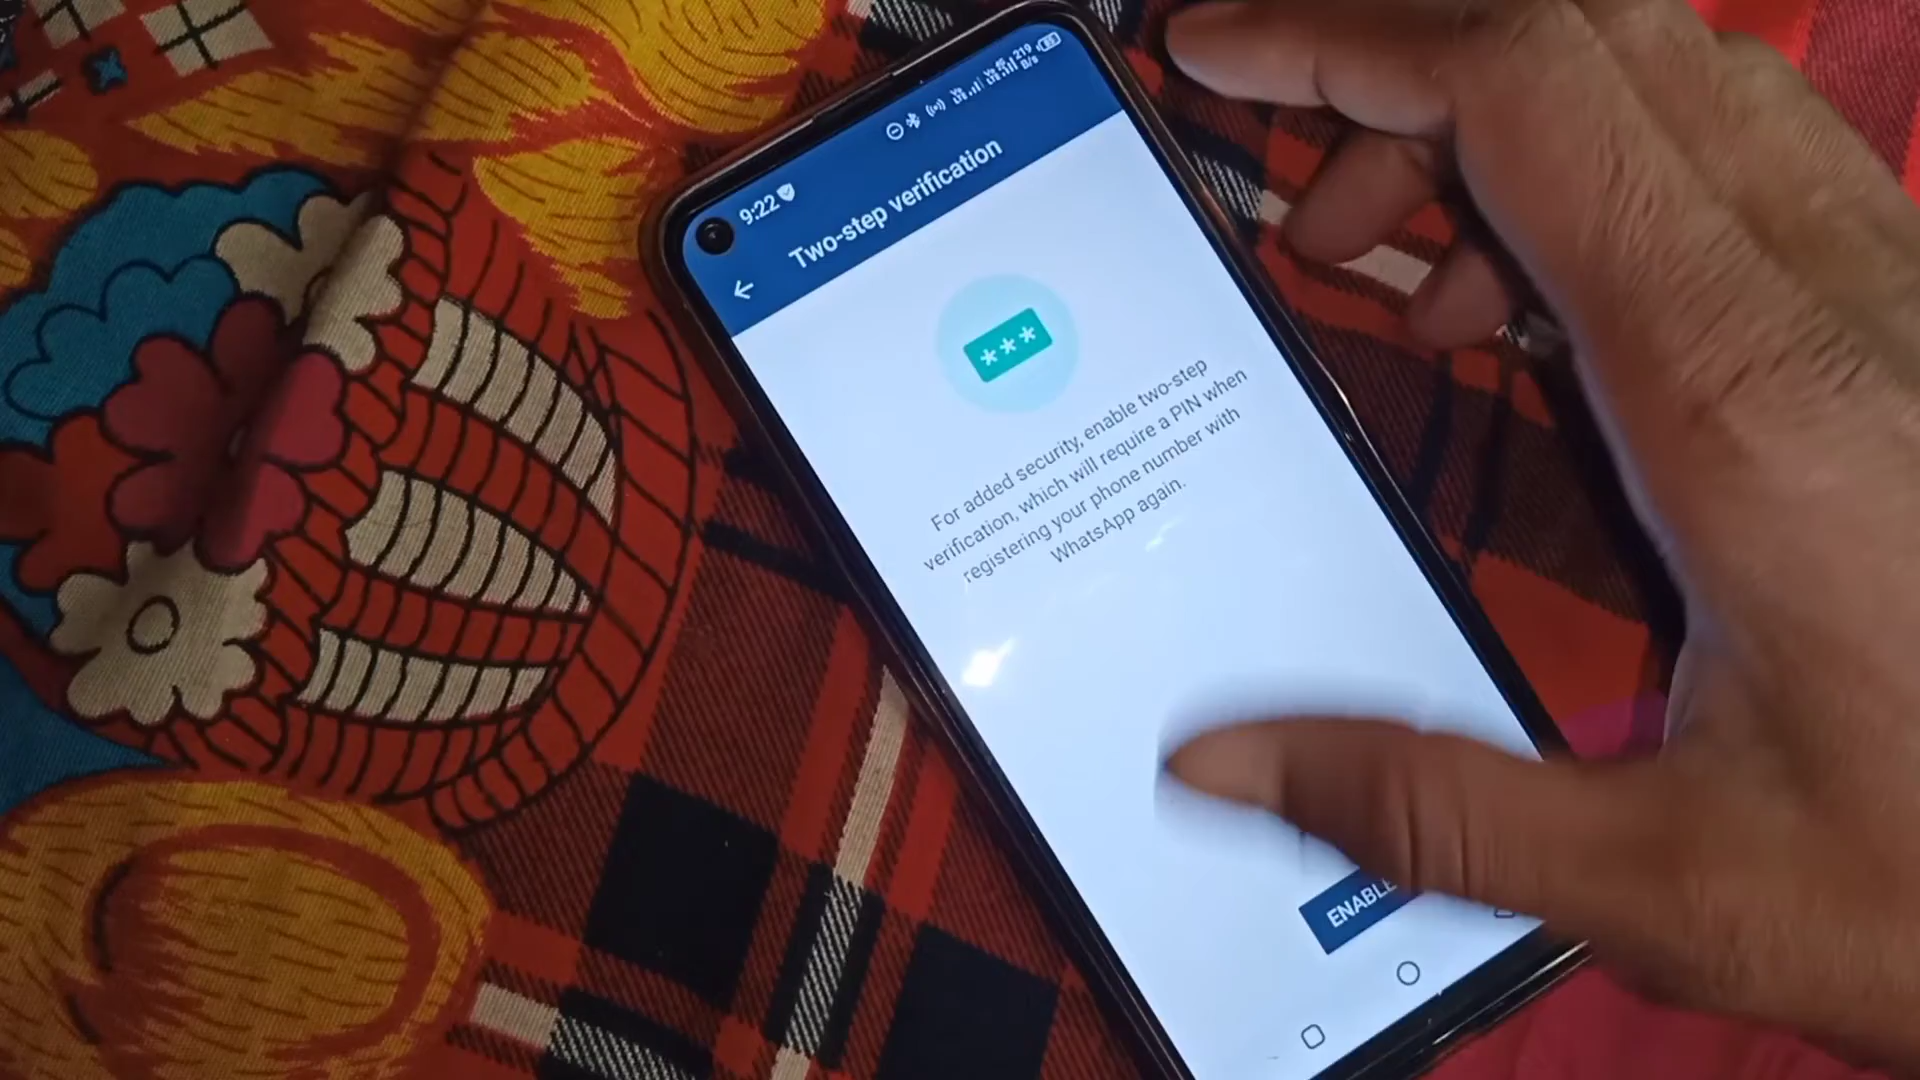 9:22
219
B/s
Two-step verification
***
For added security, enable two-step
verification, which will require a PIN when
registering your phone number with
WhatsApp again.
ENABLE